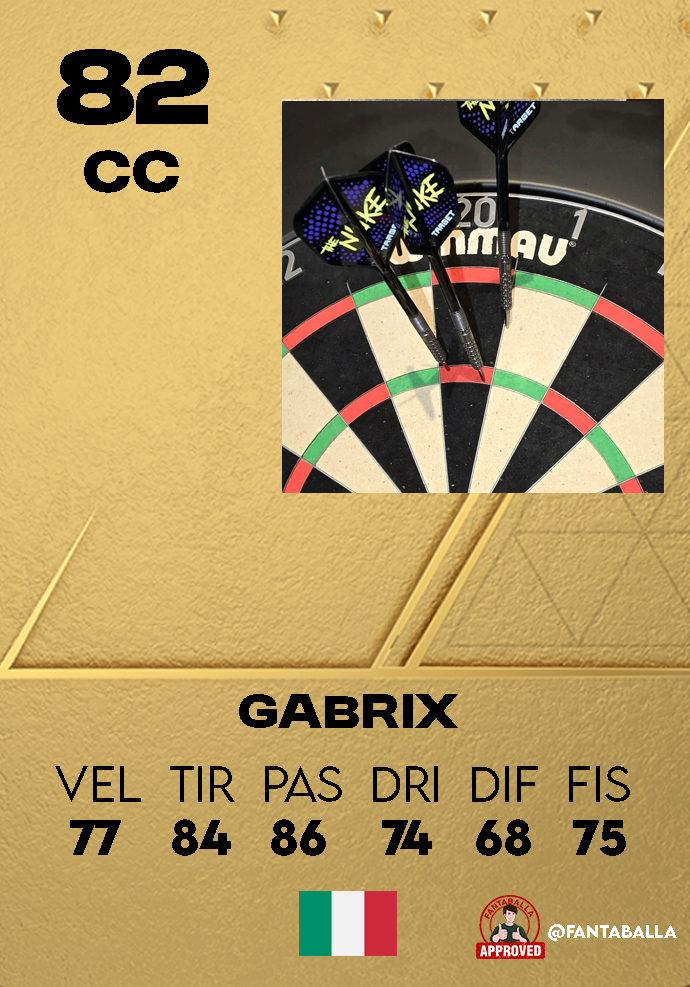 82
CC
THE
N
TARGET
THE
NUKE
TARGET
TARGET
20
1
2
WINMAU®
GABRIX
VEL TIR PAS DRI DIF FIS
77 84 86 74 68 75
FANTABALLA
APPROVED
@FANTABALLA